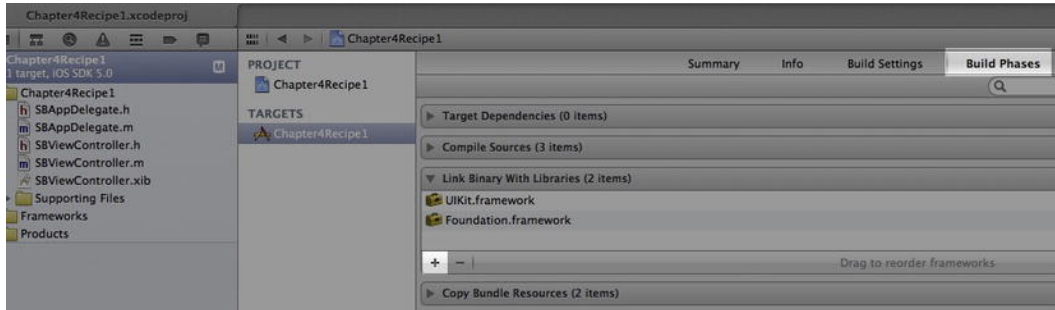 Chapter4Recipe1.xcodeproj
Chapter4Recipe1
Chapter4Recipe1
1 target, iOS SDK 5.0
M
Chapter4Recipe1
h SBAppDelegate.h
m SBAppDelegate.m
h SBViewController.h
m SBViewController.m
SBViewController.xib
Supporting Files
Frameworks
Products
PROJECT
Chapter4Recipe1
TARGETS
Chapter4Recipe1
Summary Info Build Settings Build Phases
Target Dependencies (0 items)
Compile Sources (3 items)
Link Binary With Libraries (2 items)
UIKit.framework
Foundation.framework
+ −
Drag to reorder frameworks
Copy Bundle Resources (2 items)